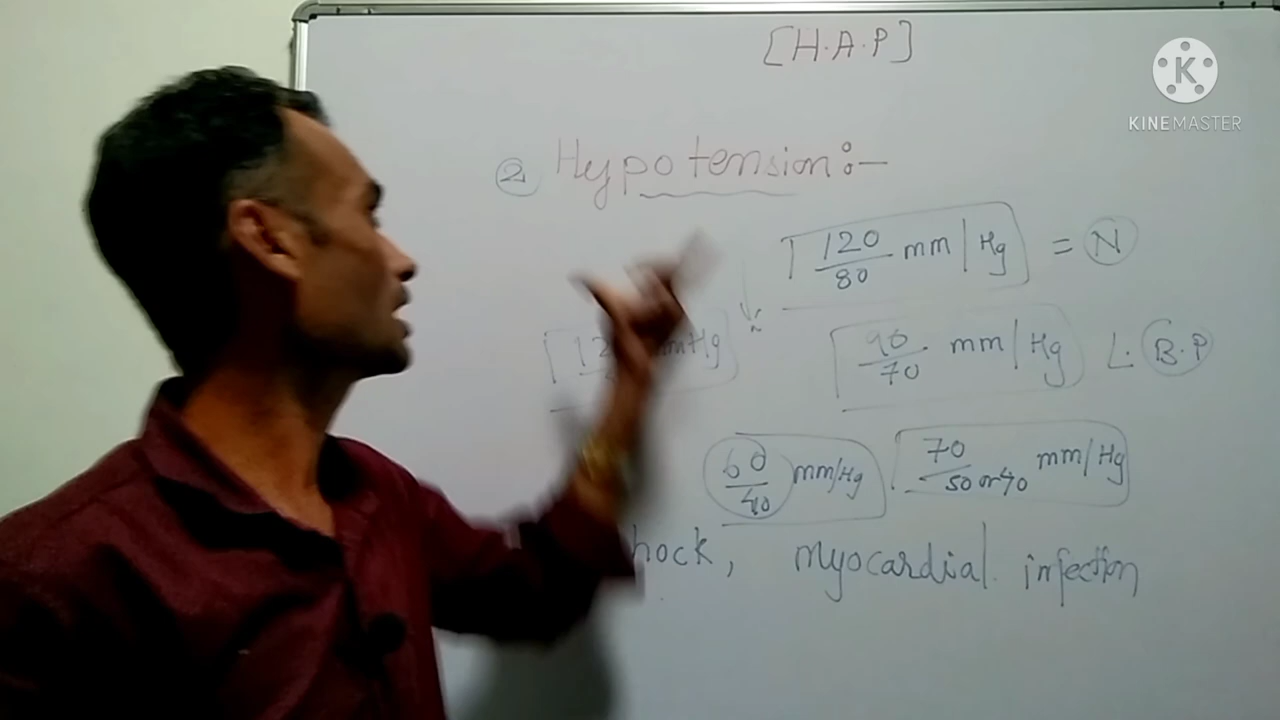 [H.A.P]
K
KINEMASTER
② Hypotension:-
120/80 mm/Hg = N
mmHg
90/70 mm/Hg L.B.P
60/40 mm/Hg 70/50 or 40 mm/Hg
hock, myocardial infection